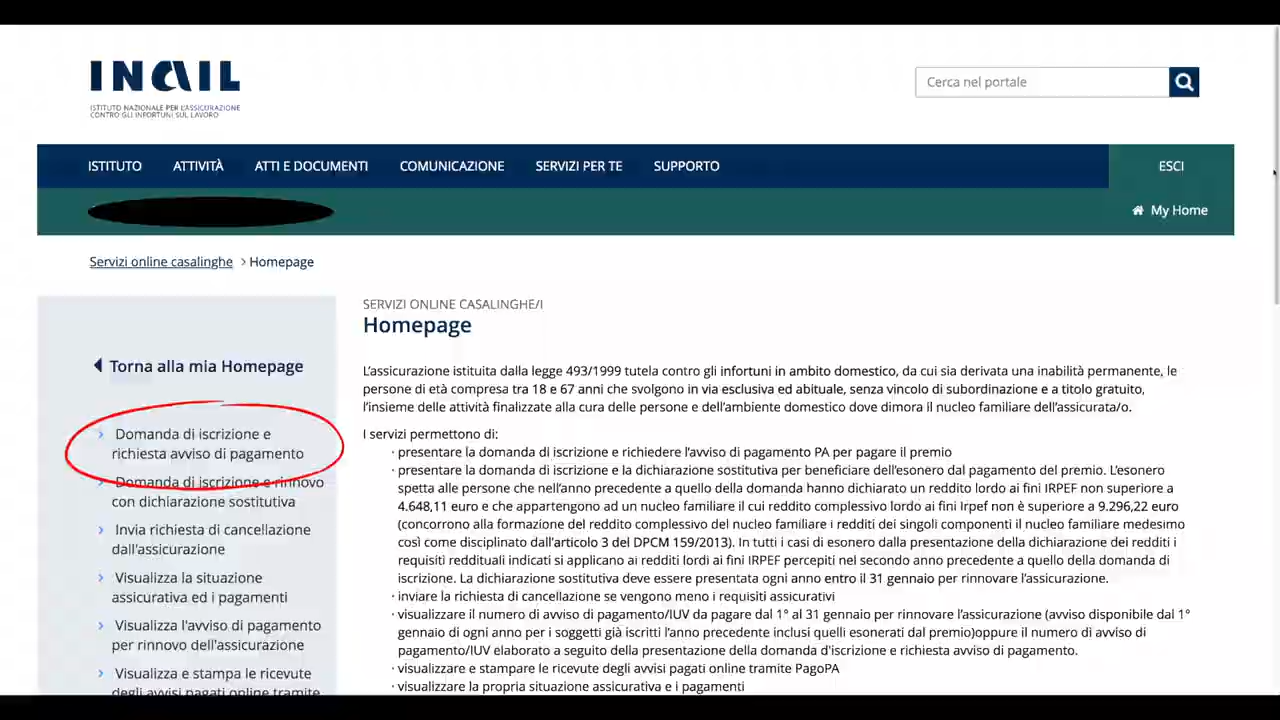 INAIL
ISTITUTO NAZIONALE PER L'ASSICURAZIONE
CONTRO GLI INFORTUNI SUL LAVORO
Cerca nel portale
ISTITUTO ATTIVITÀ ATTI E DOCUMENTI COMUNICAZIONE SERVIZI PER TE SUPPORTO ESCI
My Home
Servizi online casalinghe > Homepage
Torna alla mia Homepage
Domanda di iscrizione e
richiesta avviso di pagamento
Domanda di iscrizione e rinnovo
con dichiarazione sostitutiva
Invia richiesta di cancellazione
dall'assicurazione
Visualizza la situazione
assicurativa ed i pagamenti
Visualizza l'avviso di pagamento
per rinnovo dell'assicurazione
Visualizza e stampa le ricevute
degli avvisi pagati online tramite
SERVIZI ONLINE CASALINGHE/I
Homepage
L'assicurazione istituita dalla legge 493/1999 tutela contro gli infortuni in ambito domestico, da cui sia derivata una inabilità permanente, le
persone di età compresa tra 18 e 67 anni che svolgono in via esclusiva ed abituale, senza vincolo di subordinazione e a titolo gratuito,
l'insieme delle attività finalizzate alla cura delle persone e dell'ambiente domestico dove dimora il nucleo familiare dell'assicurata/o.
I servizi permettono di:
· presentare la domanda di iscrizione e richiedere l'avviso di pagamento PA per pagare il premio
· presentare la domanda di iscrizione e la dichiarazione sostitutiva per beneficiare dell'esonero dal pagamento del premio. L'esonero
spetta alle persone che nell'anno precedente a quello della domanda hanno dichiarato un reddito lordo ai fini IRPEF non superiore a
4.648,11 euro e che appartengono ad un nucleo familiare il cui reddito complessivo lordo ai fini Irpef non è superiore a 9.296,22 euro
(concorrono alla formazione del reddito complessivo del nucleo familiare i redditi dei singoli componenti il nucleo familiare medesimo
così come disciplinato dall'articolo 3 del DPCM 159/2013). In tutti i casi di esonero dalla presentazione della dichiarazione dei redditi i
requisiti reddituali indicati si applicano ai redditi lordi ai fini IRPEF percepiti nel secondo anno precedente a quello della domanda di
iscrizione. La dichiarazione sostitutiva deve essere presentata ogni anno entro il 31 gennaio per rinnovare l'assicurazione.
· inviare la richiesta di cancellazione se vengono meno i requisiti assicurativi
· visualizzare il numero di avviso di pagamento/IUV da pagare dal 1° al 31 gennaio per rinnovare l'assicurazione (avviso disponibile dal 1°
gennaio di ogni anno per i soggetti già iscritti l'anno precedente inclusi quelli esonerati dal premio)oppure il numero di avviso di
pagamento/IUV elaborato a seguito della presentazione della domanda d'iscrizione e richiesta avviso di pagamento.
· visualizzare e stampare le ricevute degli avvisi pagati online tramite PagoPA
· visualizzare la propria situazione assicurativa e i pagamenti